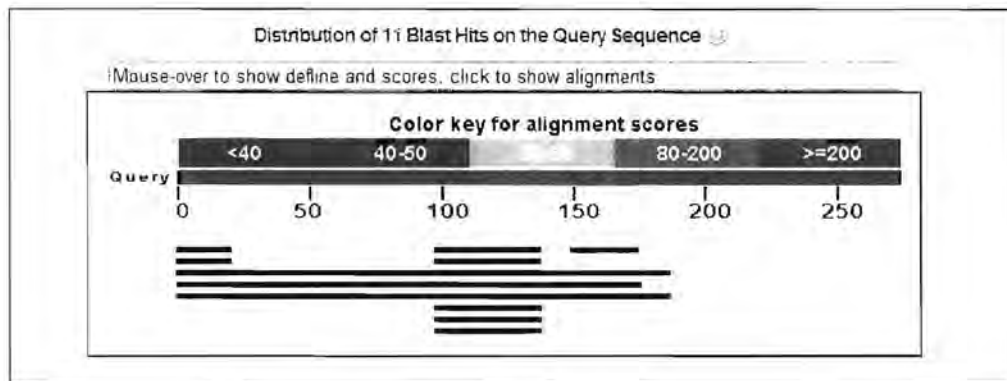 Distribution of 11 Blast Hits on the Query Sequence
Mouse-over to show defline and scores, click to show alignments
Color key for alignment scores
<40 40-50 80-200 >=200
Query
0 50 100 150 200 250